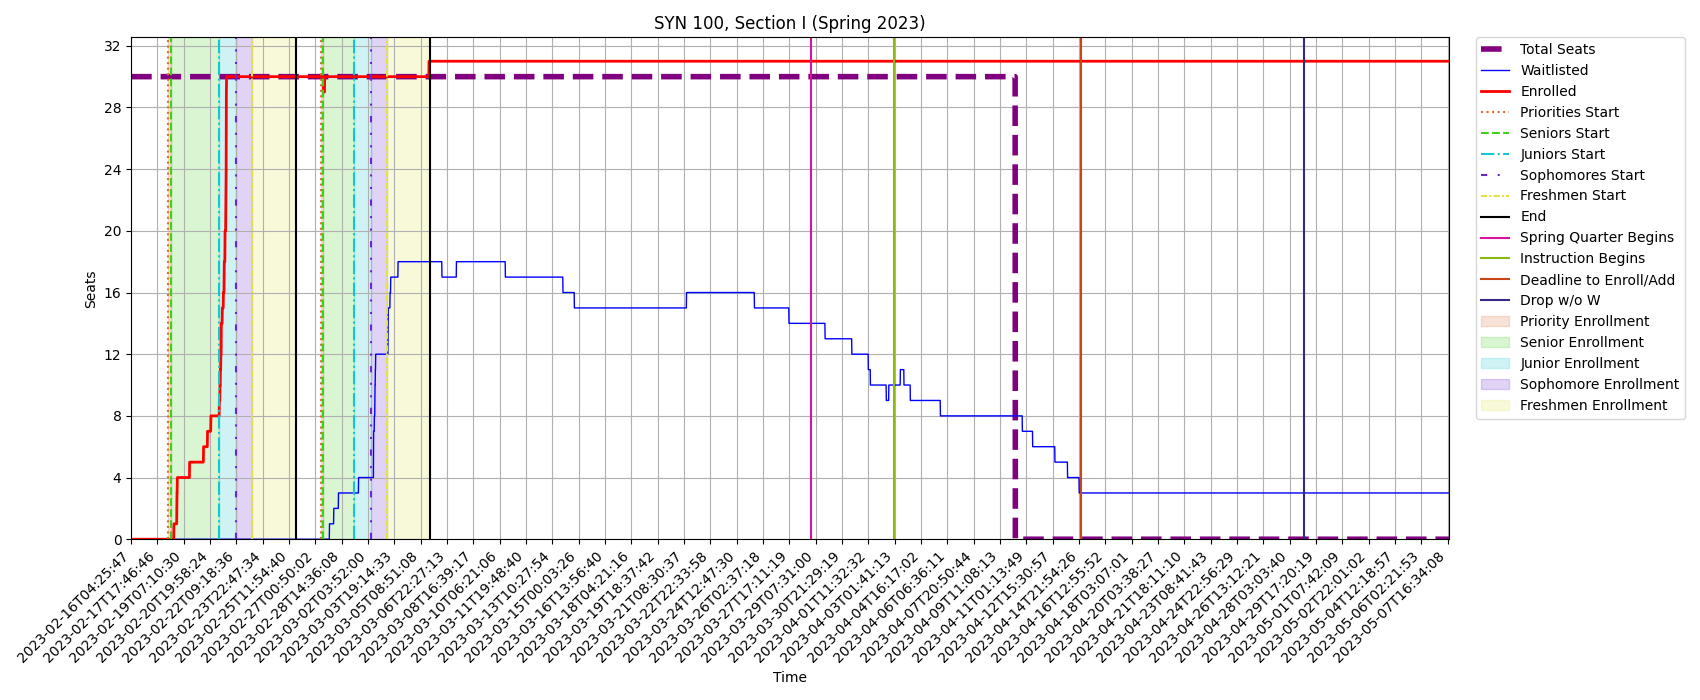 SYN 100, Section I (Spring 2023)
Seats
32
28
24
20
16
12
8
4
0
2023-02-16T04:25:47
2023-02-17T17:46:46
2023-02-19T07:10:30
2023-02-20T19:58:24
2023-02-22T09:18:36
2023-02-23T22:47:34
2023-02-25T11:54:40
2023-02-27T00:50:02
2023-02-28T14:36:08
2023-03-02T03:52:00
2023-03-03T19:14:33
2023-03-05T08:51:08
2023-03-06T22:27:13
2023-03-08T16:39:17
2023-03-10T06:21:06
2023-03-11T19:48:40
2023-03-13T10:27:54
2023-03-15T00:03:26
2023-03-16T13:56:40
2023-03-18T04:21:16
2023-03-19T18:37:42
2023-03-21T08:30:37
2023-03-22T22:33:58
2023-03-24T12:47:30
2023-03-26T02:37:18
2023-03-27T17:11:19
2023-03-29T07:31:00
2023-03-30T21:29:19
2023-04-01T11:32:32
2023-04-03T01:41:13
2023-04-04T16:17:02
2023-04-06T06:36:11
2023-04-07T20:50:44
2023-04-09T11:08:13
2023-04-11T01:13:49
2023-04-12T15:30:57
2023-04-14T21:54:26
2023-04-16T12:55:52
2023-04-18T03:07:01
2023-04-20T03:38:27
2023-04-21T18:11:10
2023-04-23T08:41:43
2023-04-24T22:56:29
2023-04-26T13:12:21
2023-04-28T03:03:40
2023-04-29T17:20:19
2023-05-01T07:42:09
2023-05-02T22:01:02
2023-05-04T12:18:57
2023-05-06T02:21:53
2023-05-07T16:34:08
Time
Total Seats
Waitlisted
Enrolled
Priorities Start
Seniors Start
Juniors Start
Sophomores Start
Freshmen Start
End
Spring Quarter Begins
Instruction Begins
Deadline to Enroll/Add
Drop w/o W
Priority Enrollment
Senior Enrollment
Junior Enrollment
Sophomore Enrollment
Freshmen Enrollment